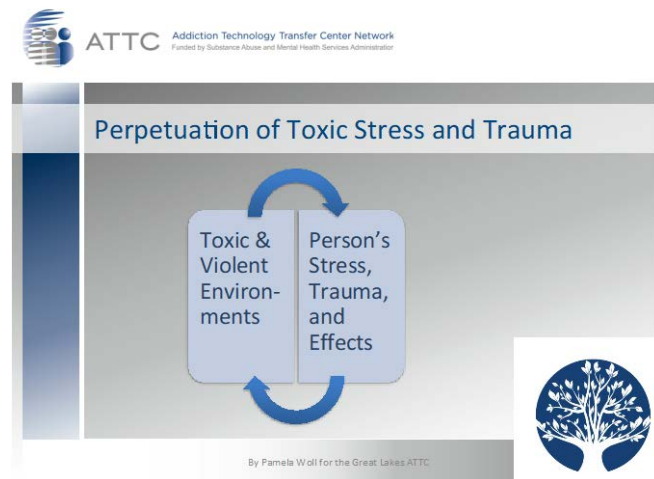 ATTC
Addiction Technology Transfer Center Network
Funded by Substance Abuse and Mental Health Services Administration
Perpetuation of Toxic Stress and Trauma
Toxic &
Violent
Environ-
ments
Person's
Stress,
Trauma,
and
Effects
By Pamela Woll for the Great Lakes ATTC